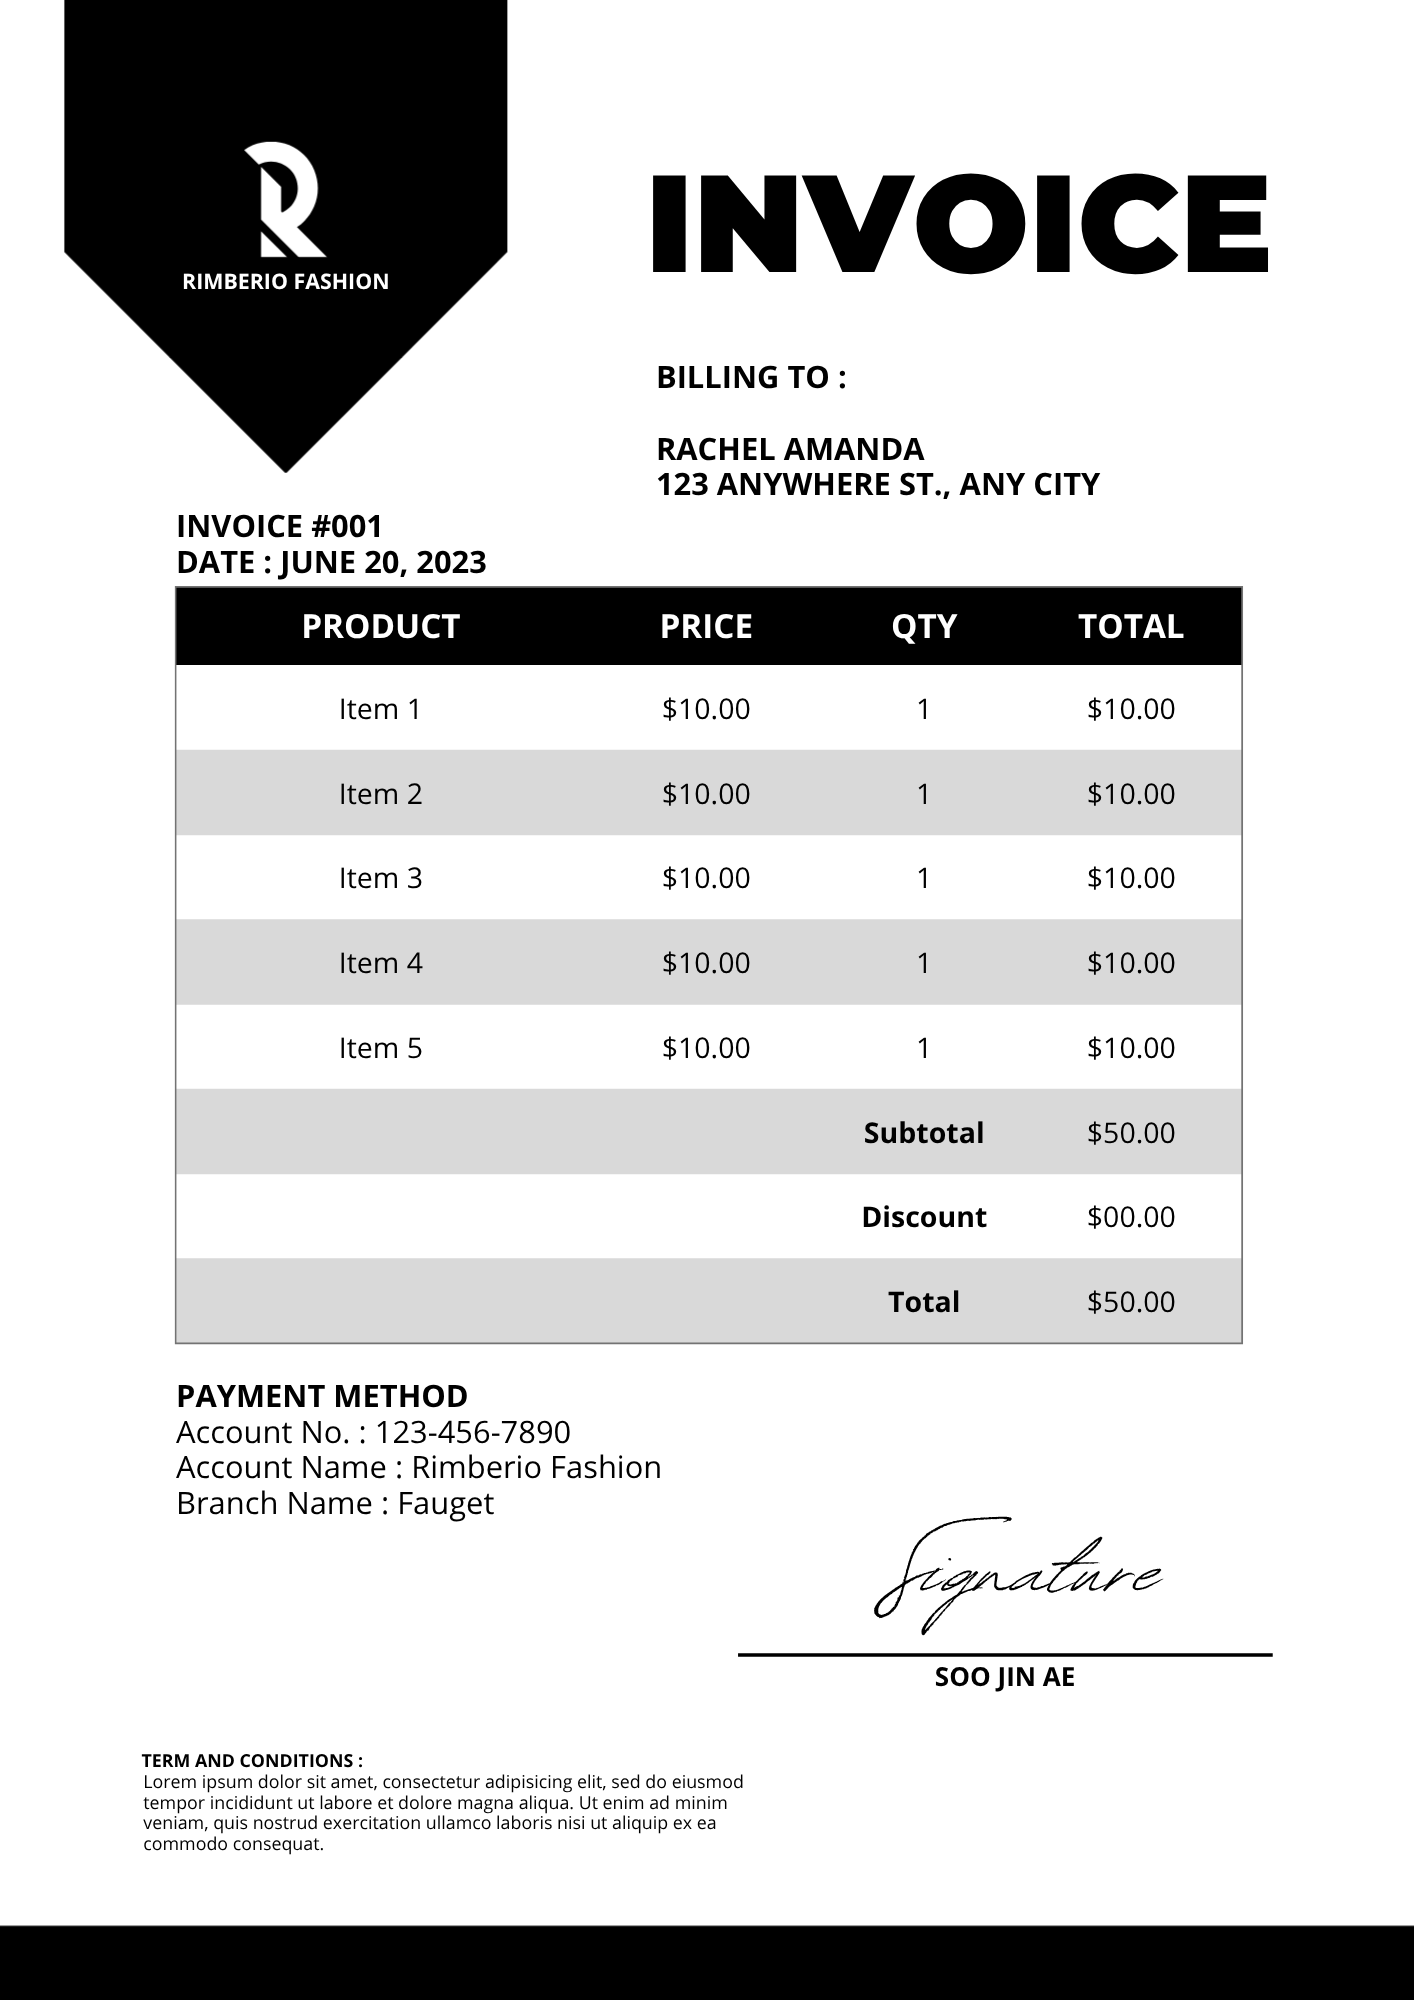 RIMBERIO FASHION
INVOICE
BILLING TO :
RACHEL AMANDA
123 ANYWHERE ST., ANY CITY
INVOICE #001
DATE : JUNE 20, 2023
PRODUCT PRICE QTY TOTAL
Item 1 $10.00 1 $10.00
Item 2 $10.00 1 $10.00
Item 3 $10.00 1 $10.00
Item 4 $10.00 1 $10.00
Item 5 $10.00 1 $10.00
Subtotal $50.00
Discount $00.00
Total $50.00
PAYMENT METHOD
Account No. : 123-456-7890
Account Name : Rimberio Fashion
Branch Name : Fauget
Signature
SOO JIN AE
TERM AND CONDITIONS :
Lorem ipsum dolor sit amet, consectetur adipisicing elit, sed do eiusmod
tempor incididunt ut labore et dolore magna aliqua. Ut enim ad minim
veniam, quis nostrud exercitation ullamco laboris nisi ut aliquip ex ea
commodo consequat.